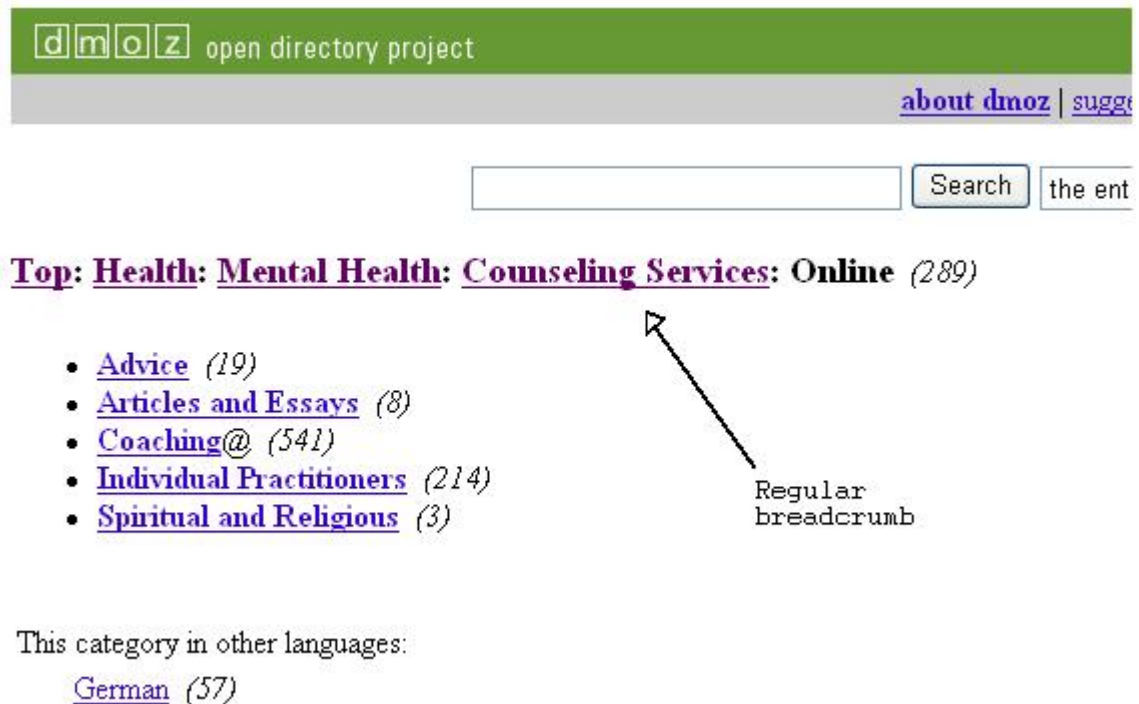 dmoz open directory project
about dmoz | sugge
Search the ent
Top: Health: Mental Health: Counseling Services: Online (289)
• Advice (19)
• Articles and Essays (8)
• Coaching@ (541)
• Individual Practitioners (214)
• Spiritual and Religious (3)
Regular
breadcrumb
This category in other languages:
German (57)